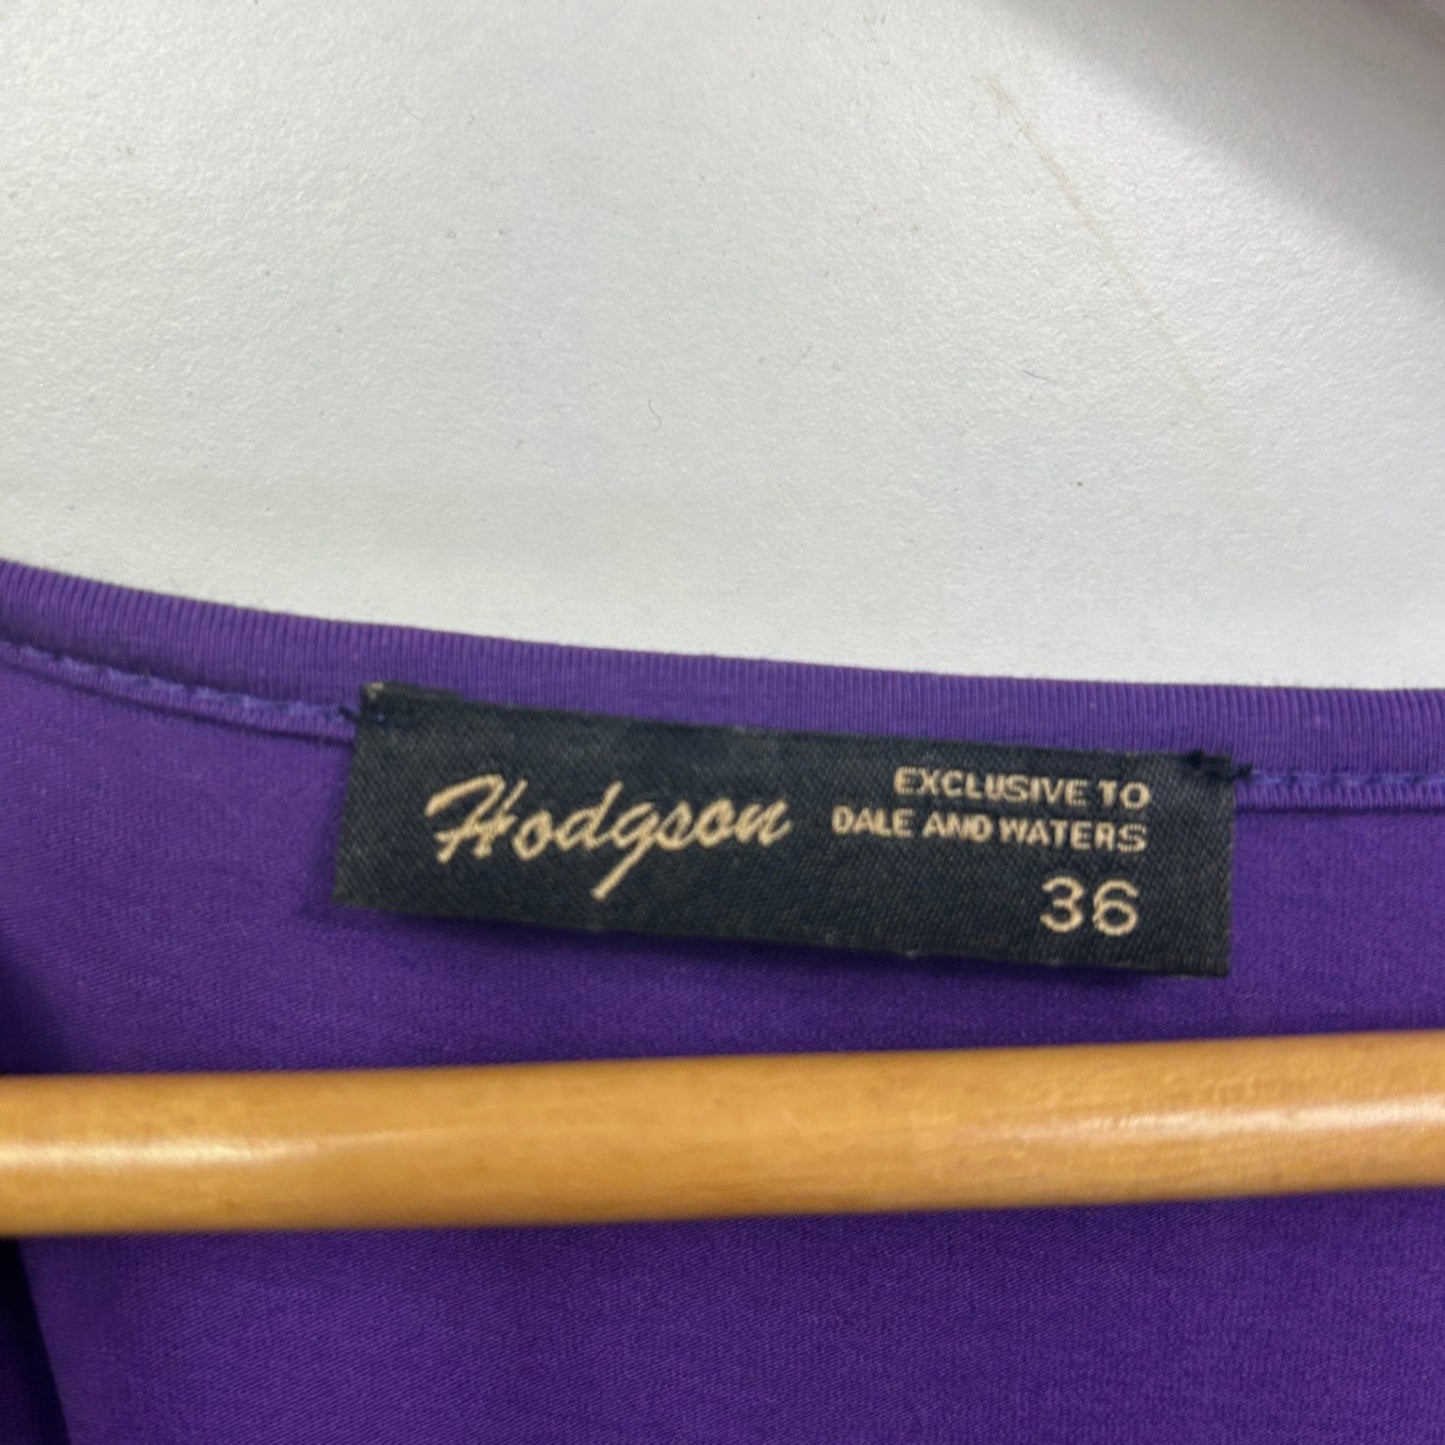 Hodgson
EXCLUSIVE TO
DALE AND WATERS
36